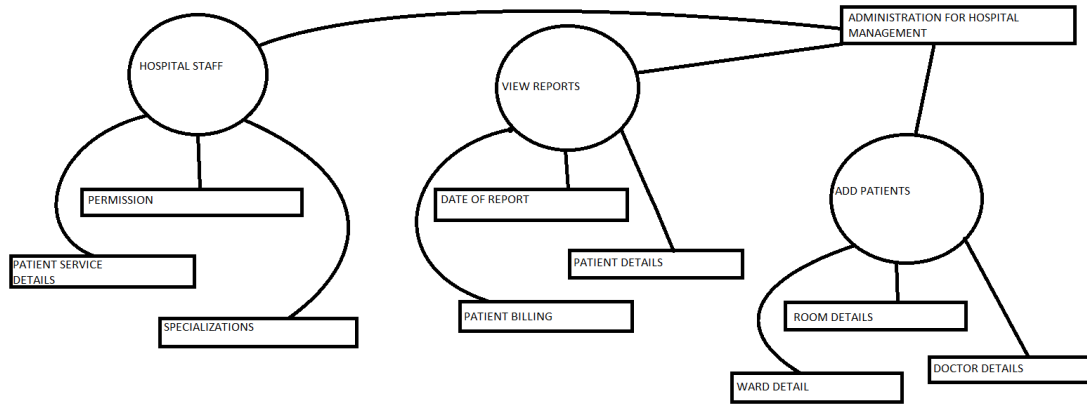 ADMINISTRATION FOR HOSPITAL
MANAGEMENT
HOSPITAL STAFF
VIEW REPORTS
ADD PATIENTS
PERMISSION
DATE OF REPORT
PATIENT SERVICE
DETAILS
PATIENT DETAILS
SPECIALIZATIONS
PATIENT BILLING
ROOM DETAILS
DOCTOR DETAILS
WARD DETAIL